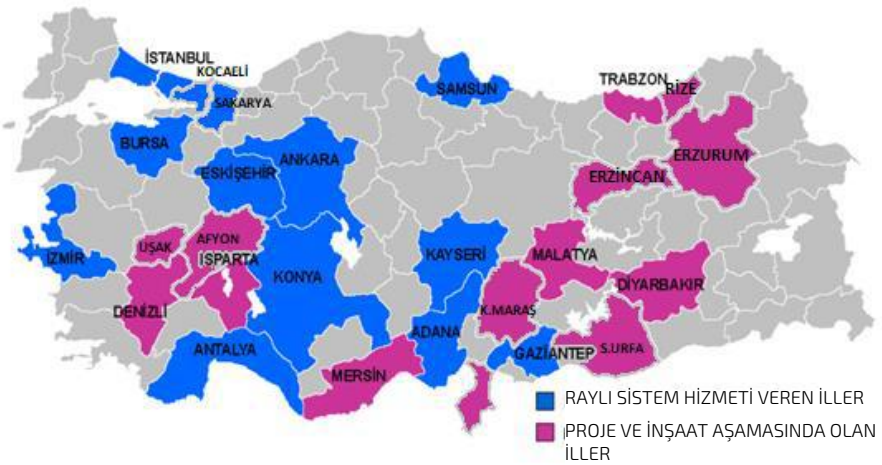 İSTANBUL
KOCAELİ
SAKARYA
BURSA
ESKİŞEHİR
ANKARA
SAMSUN
TRABZON
RİZE
ERZURUM
ERZİNCAN
İZMİR
UŞAK
AFYON
ISPARTA
DENİZLİ
KONYA
KAYSERİ
MALATYA
DİYARBAKIR
K.MARAŞ
ADANA
GAZİANTEP
Ş.URFA
ANTALYA
MERSİN
RAYLI SİSTEM HİZMETİ VEREN İLLER
PROJE VE İNŞAAT AŞAMASINDA OLAN
İLLER